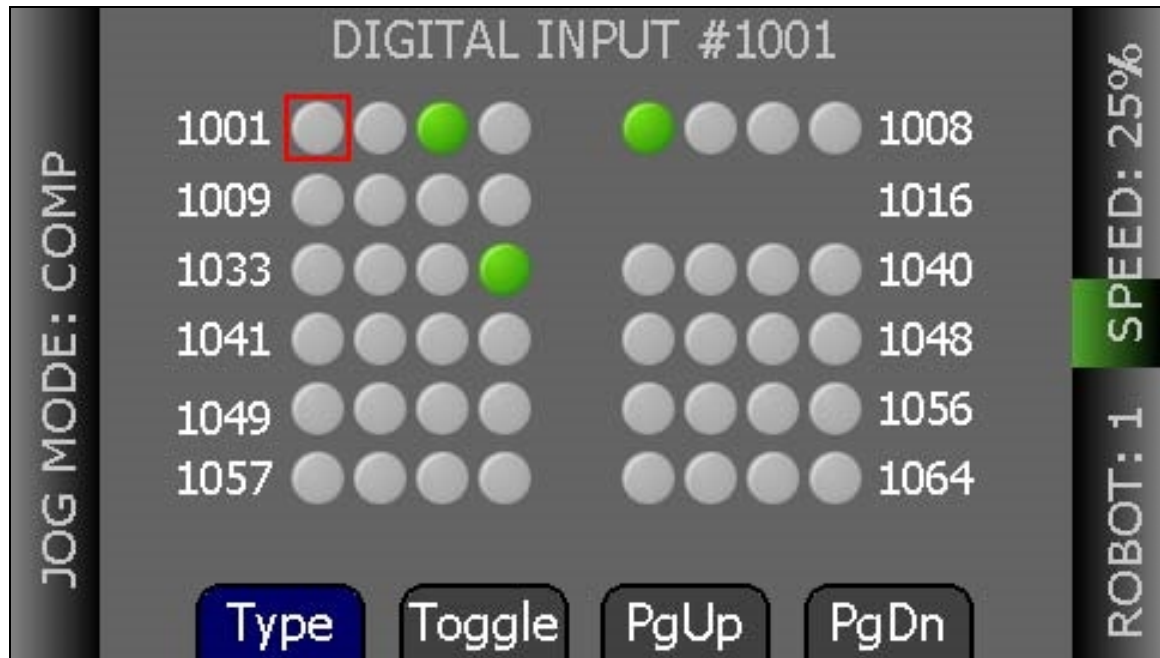 DIGITAL INPUT #1001
1001 1008
1009 1016
1033 1040
1041 1048
1049 1056
1057 1064
Type Toggle PgUp PgDn
JOG MODE: COMP
SPEED: 25%
ROBOT: 1